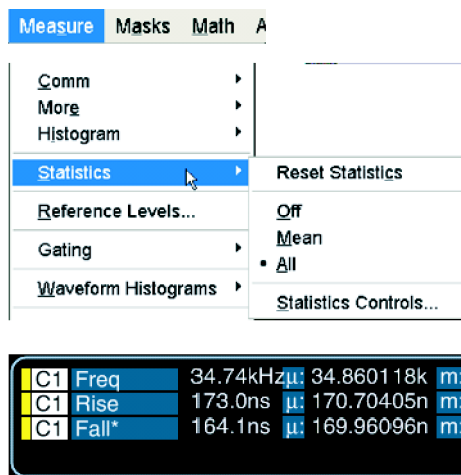 Measure Masks Math A
Comm
More
Histogram
Statistics
Reset Statistics
Reference Levels...
Off
Mean
Gating
All
Waveform Histograms
Statistics Controls...
C1 Freq 34.74kHz µ: 34.860118k m:
C1 Rise 173.0ns µ: 170.70405n m:
C1 Fall* 164.1ns µ: 169.96096n m: